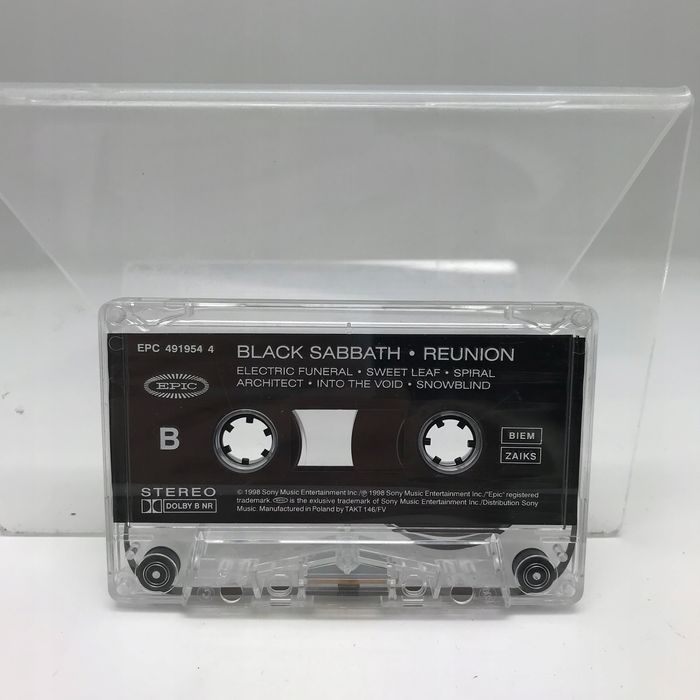 EPC 491954 4
BLACK SABBATH • REUNION
ELECTRIC FUNERAL • SWEET LEAF • SPIRAL
ARCHITECT • INTO THE VOID • SNOWBLIND
EPIC
B
BIEM
ZAIKS
STEREO
DOLBY B NR
© 1998 Sony Music Entertainment Inc./℗ 1998 Sony Music Entertainment Inc./"Epic" registered
trademark. EPIC is the exlusive trademark of Sony Music Entertainment Inc./Distribution Sony
Music. Manufactured in Poland by TAKT 146/FV